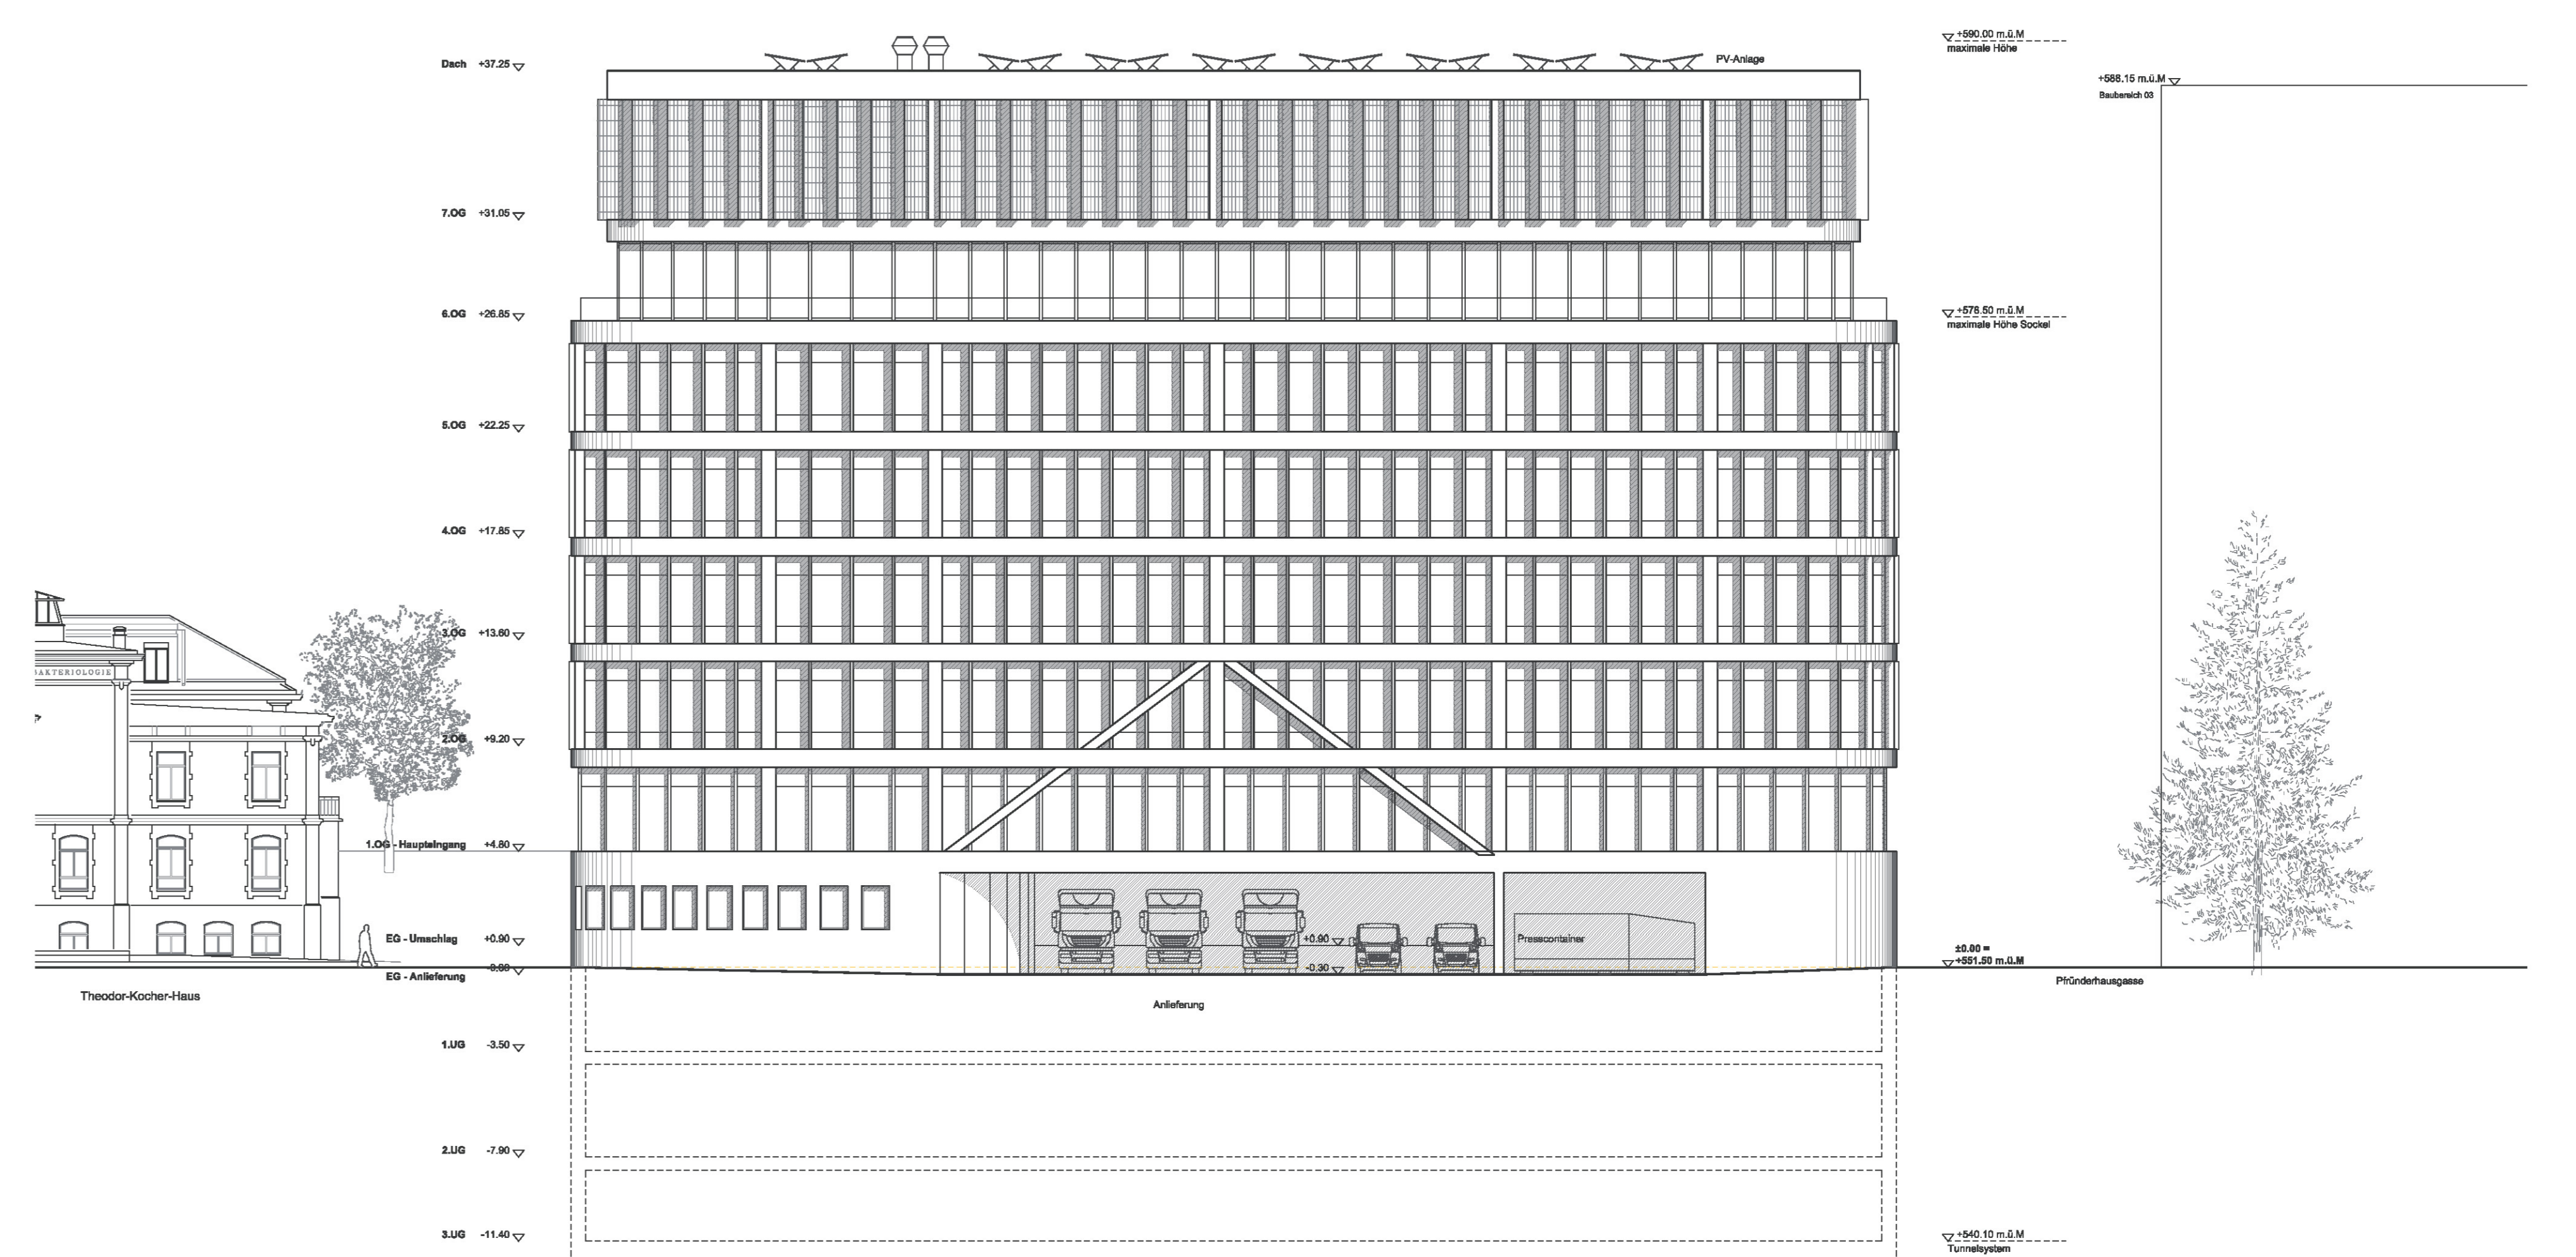 +590.00 m.ü.M
maximale Höhe
Dach +37.25
PV-Anlage
+588.15 m.ü.M
Baubereich 03
7.OG +31.05
6.OG +26.85
+578.50 m.ü.M
maximale Höhe Sockel
5.OG +22.25
4.OG +17.85
3.OG +13.60
BAKTERIOLOGIE
2.OG +9.20
1.OG - Haupteingang +4.80
EG - Umschlag +0.90
+0.90
Presscontainer
±0.00 =
+551.50 m.ü.M
-0.30
EG - Anlieferung
Pfründerhausgasse
Theodor-Kocher-Haus
Anlieferung
1.UG -3.50
2.UG -7.90
3.UG -11.40
+540.10 m.ü.M
Tunnelsystem